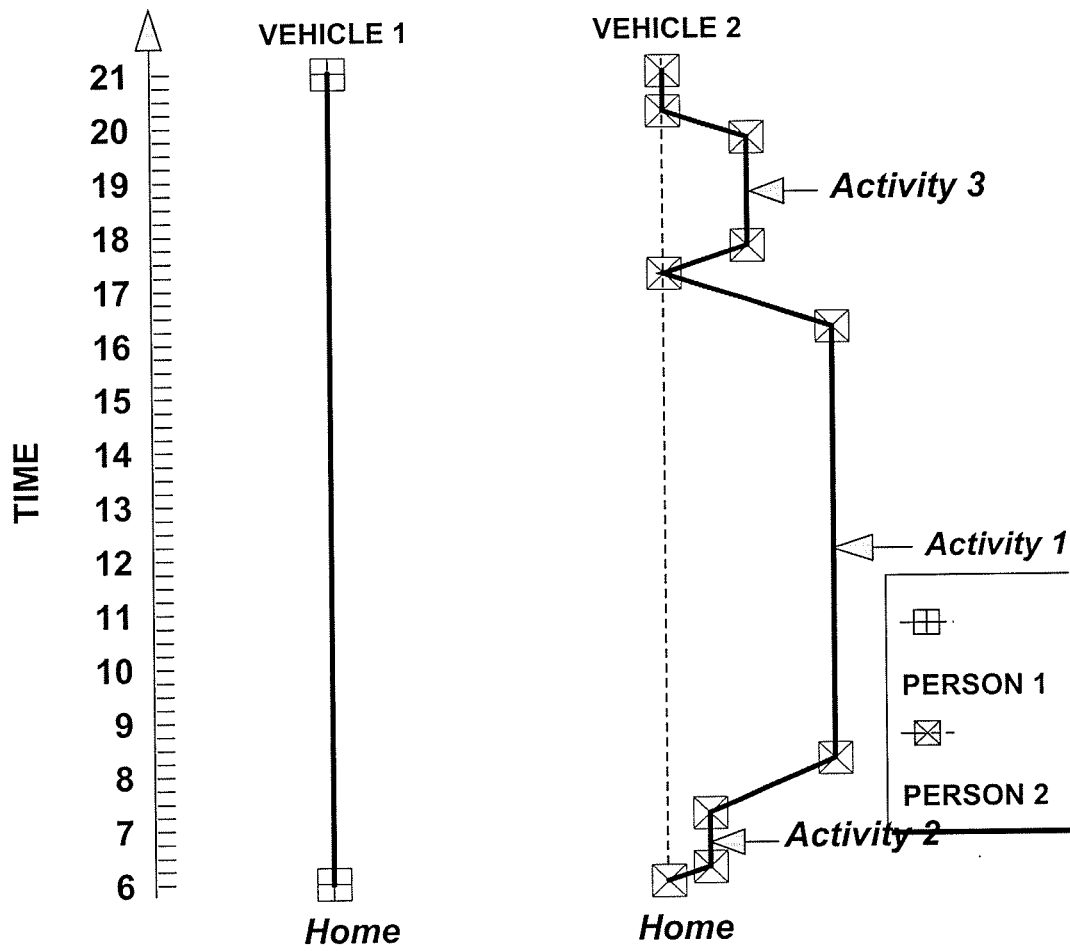 VEHICLE 1
VEHICLE 2
21
20
19
18
17
16
15
14
13
12
11
10
9
8
7
6
TIME
Activity 3
Activity 1
PERSON 1
PERSON 2
Activity 2
Home
Home